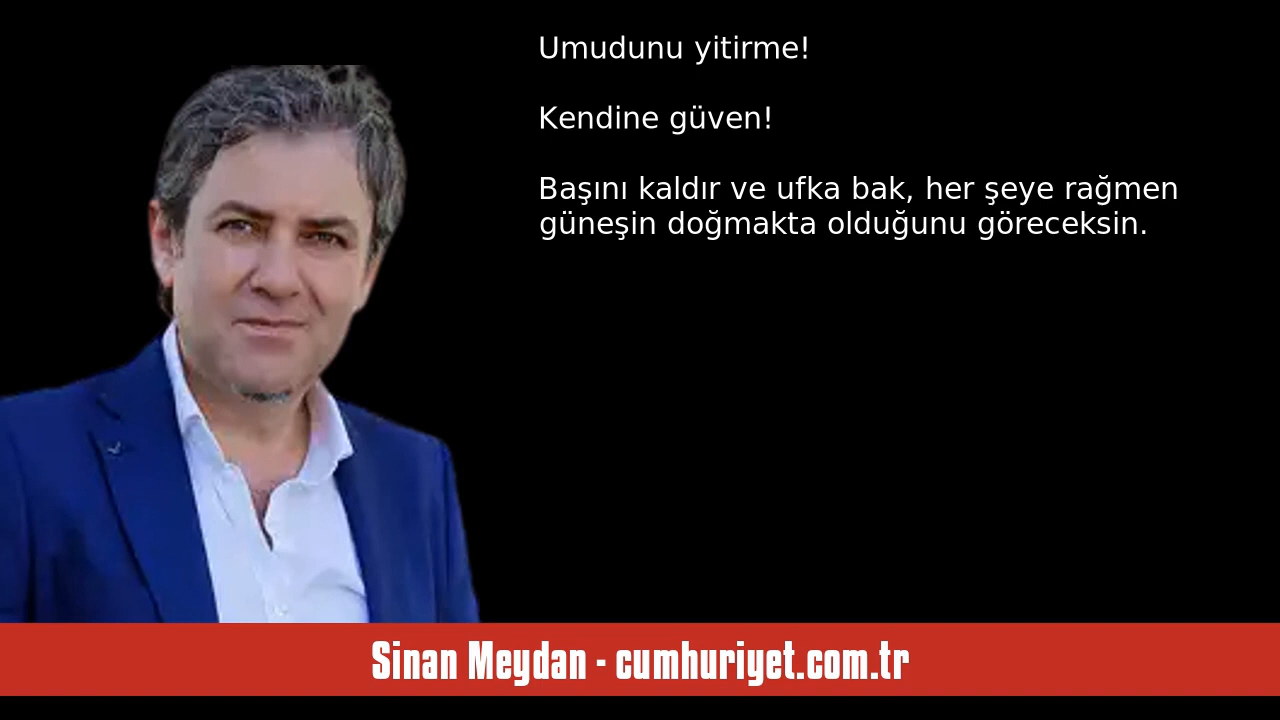 Umudunu yitirme!
Kendine güven!
Başını kaldır ve ufka bak, her şeye rağmen
güneşin doğmakta olduğunu göreceksin.
Sinan Meydan - cumhuriyet.com.tr